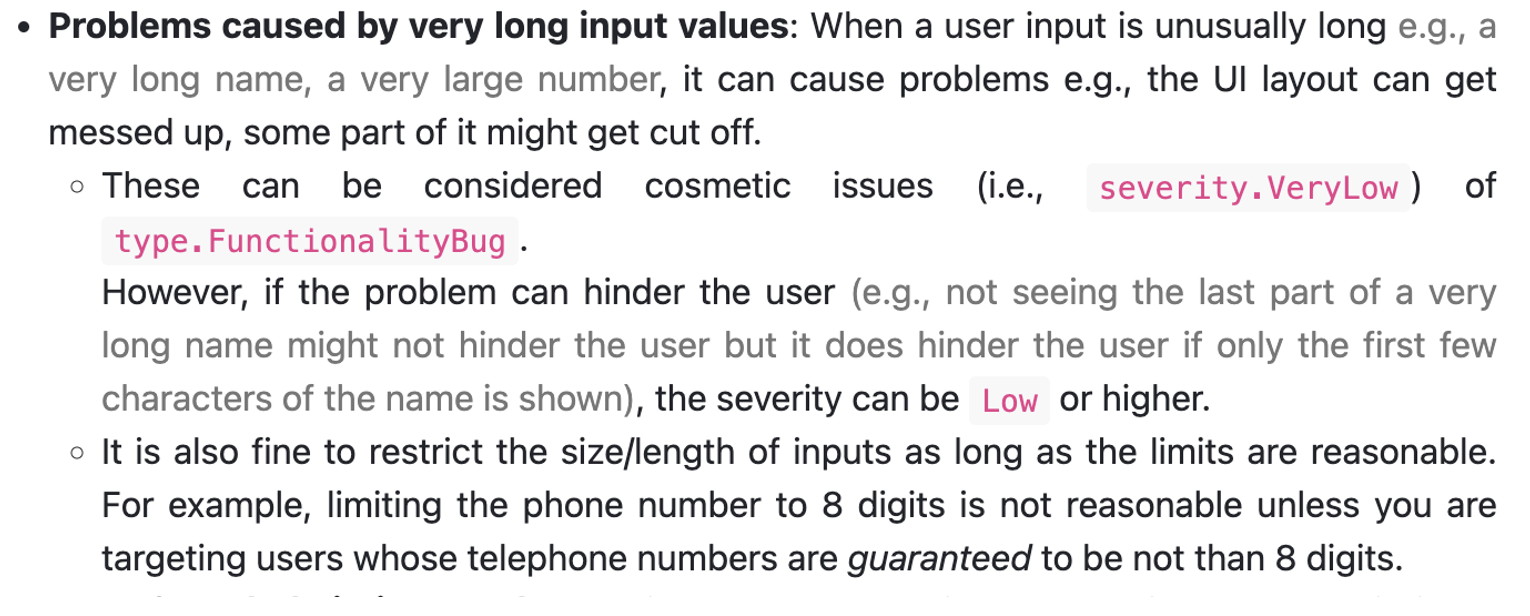 • Problems caused by very long input values: When a user input is unusually long e.g., a
very long name, a very large number, it can cause problems e.g., the UI layout can get
messed up, some part of it might get cut off.
◦ These can be considered cosmetic issues (i.e., severity.VeryLow) of
type.FunctionalityBug.
However, if the problem can hinder the user (e.g., not seeing the last part of a very
long name might not hinder the user but it does hinder the user if only the first few
characters of the name is shown), the severity can be Low or higher.
◦ It is also fine to restrict the size/length of inputs as long as the limits are reasonable.
For example, limiting the phone number to 8 digits is not reasonable unless you are
targeting users whose telephone numbers are guaranteed to be not than 8 digits.